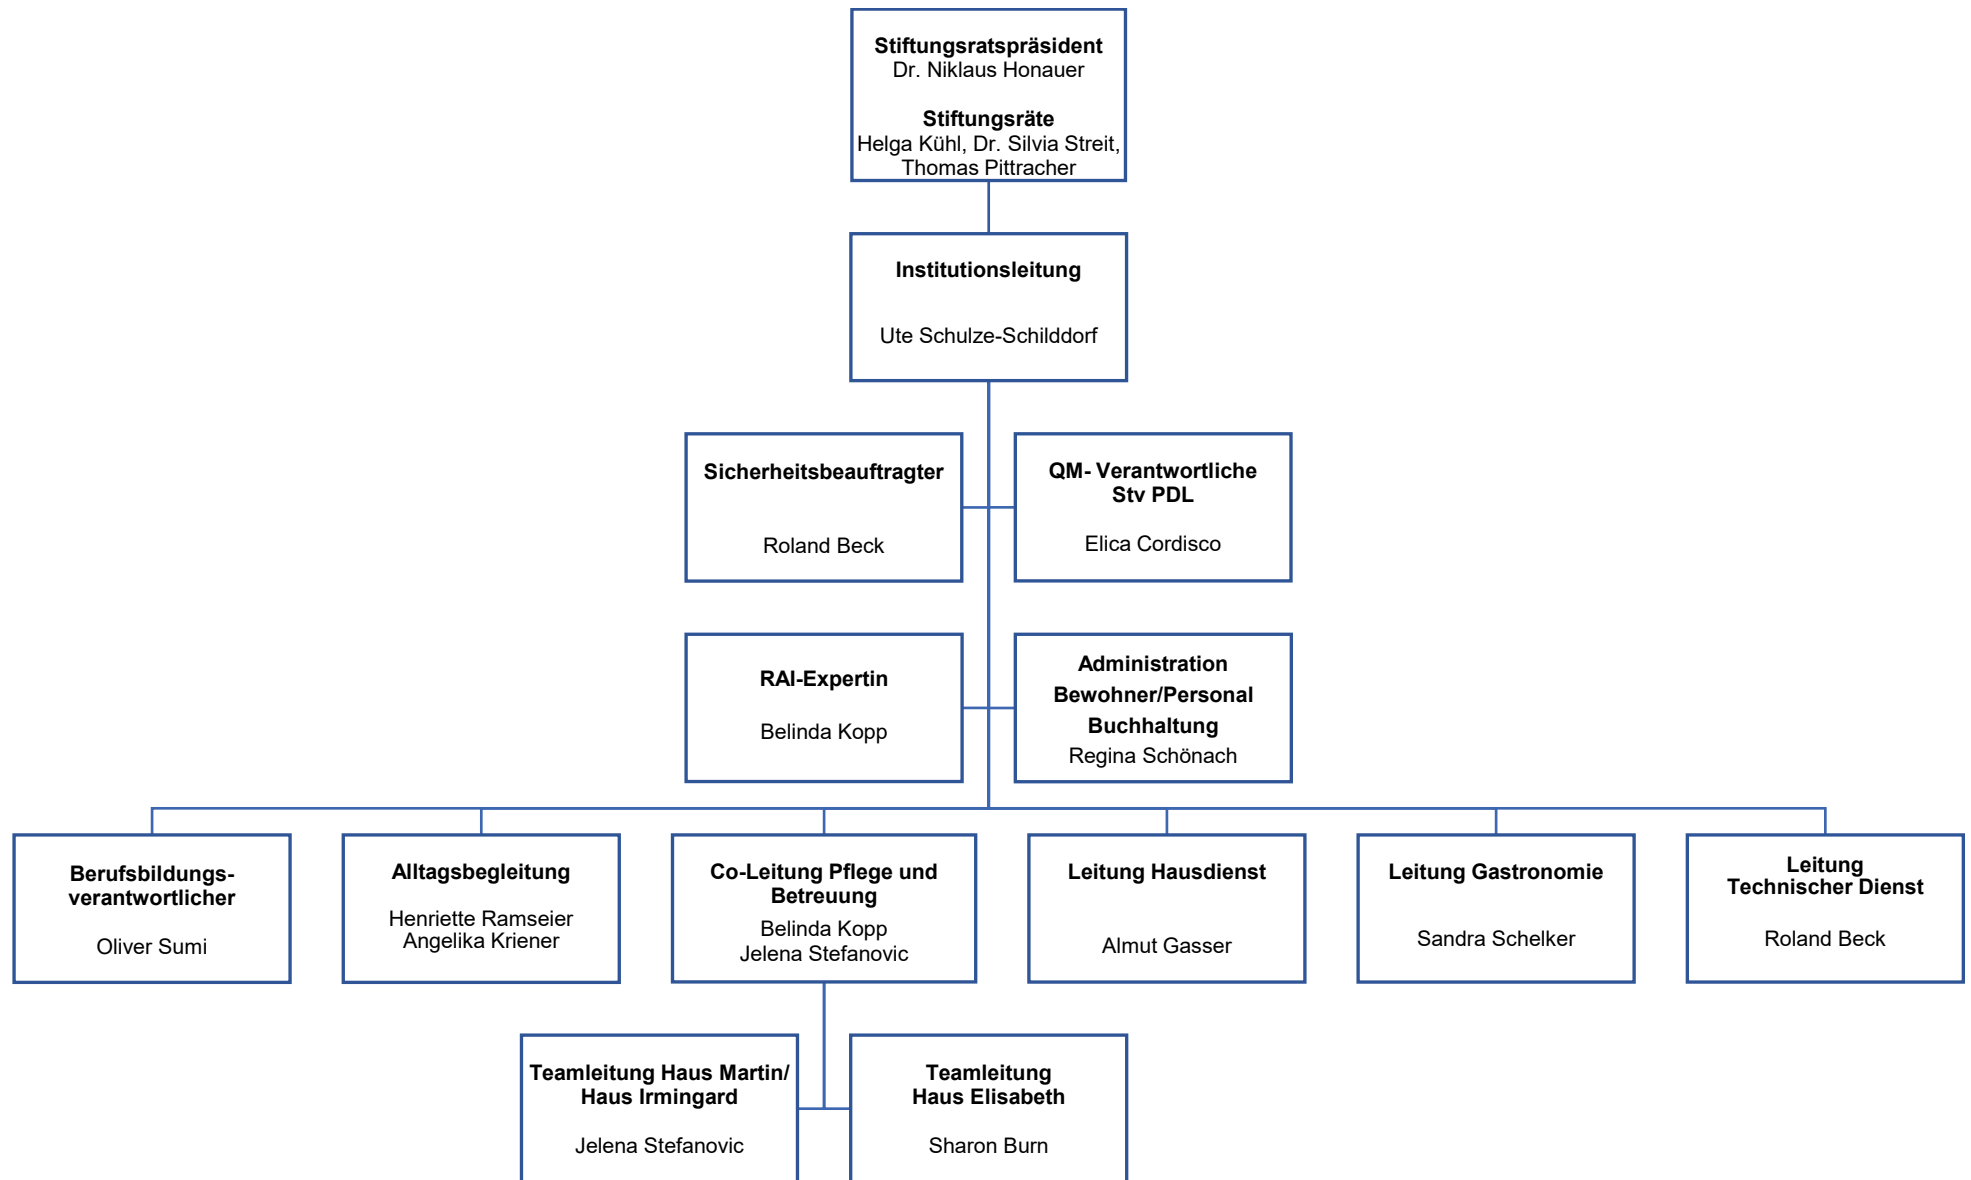 Stiftungsratspräsident
Dr. Niklaus Honauer
Stiftungsräte
Helga Kühl, Dr. Silvia Streit,
Thomas Pittracher
Institutionsleitung
Ute Schulze-Schilddorf
Sicherheitsbeauftragter
Roland Beck
QM- Verantwortliche
Stv PDL
Elica Cordisco
RAI-Expertin
Belinda Kopp
Administration
Bewohner/Personal
Buchhaltung
Regina Schönach
Berufsbildungs-
verantwortlicher
Oliver Sumi
Alltagsbegleitung
Henriette Ramseier
Angelika Kriener
Co-Leitung Pflege und
Betreuung
Belinda Kopp
Jelena Stefanovic
Leitung Hausdienst
Almut Gasser
Leitung Gastronomie
Sandra Schelker
Leitung
Technischer Dienst
Roland Beck
Teamleitung Haus Martin/
Haus Irmingard
Jelena Stefanovic
Teamleitung
Haus Elisabeth
Sharon Burn